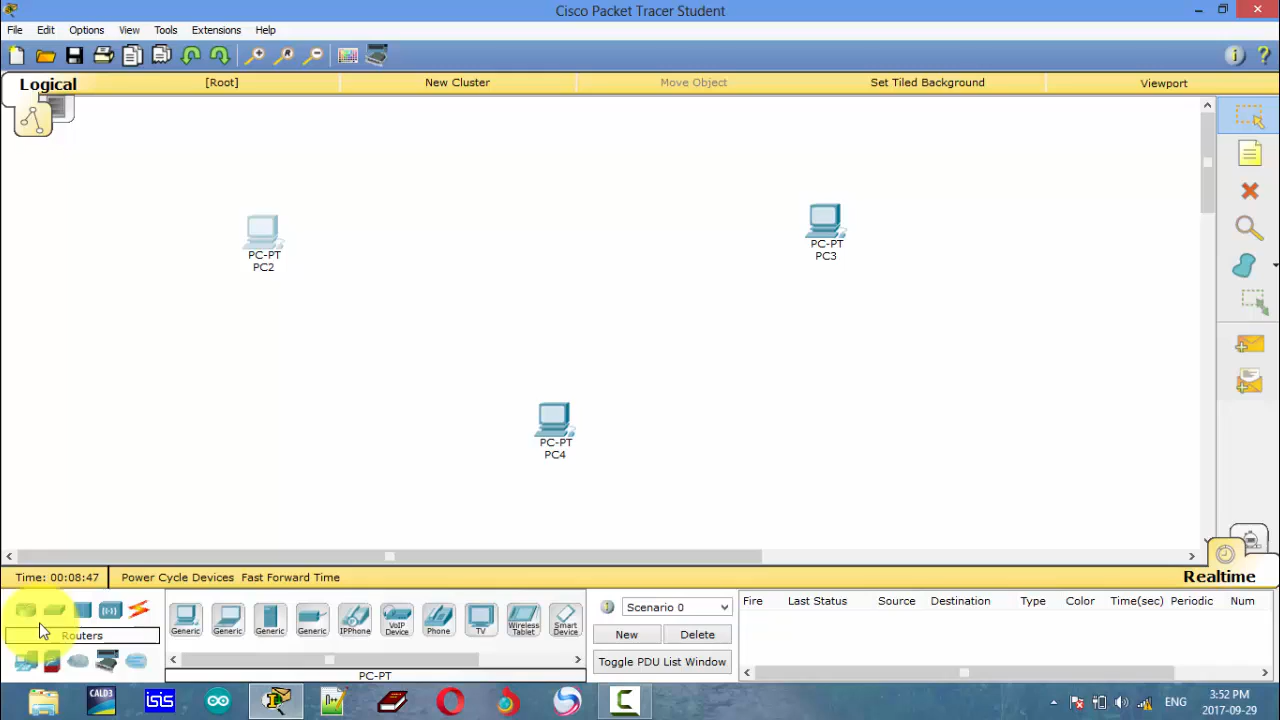 Cisco Packet Tracer Student
File Edit Options View Tools Extensions Help
Logical [Root] New Cluster Move Object Set Tiled Background Viewport
PC-PT
PC3
PC-PT
PC2
PC-PT
PC4
Time: 00:08:47 Power Cycle Devices Fast Forward Time Realtime
Routers
Generic Generic Generic Generic IPPhone VoIP Device Phone TV Wireless Tablet Smart Device
PC-PT
Scenario 0
New Delete
Toggle PDU List Window
Fire Last Status Source Destination Type Color Time(sec) Periodic Num
CALD3 isis ENG 3:52 PM
2017-09-29